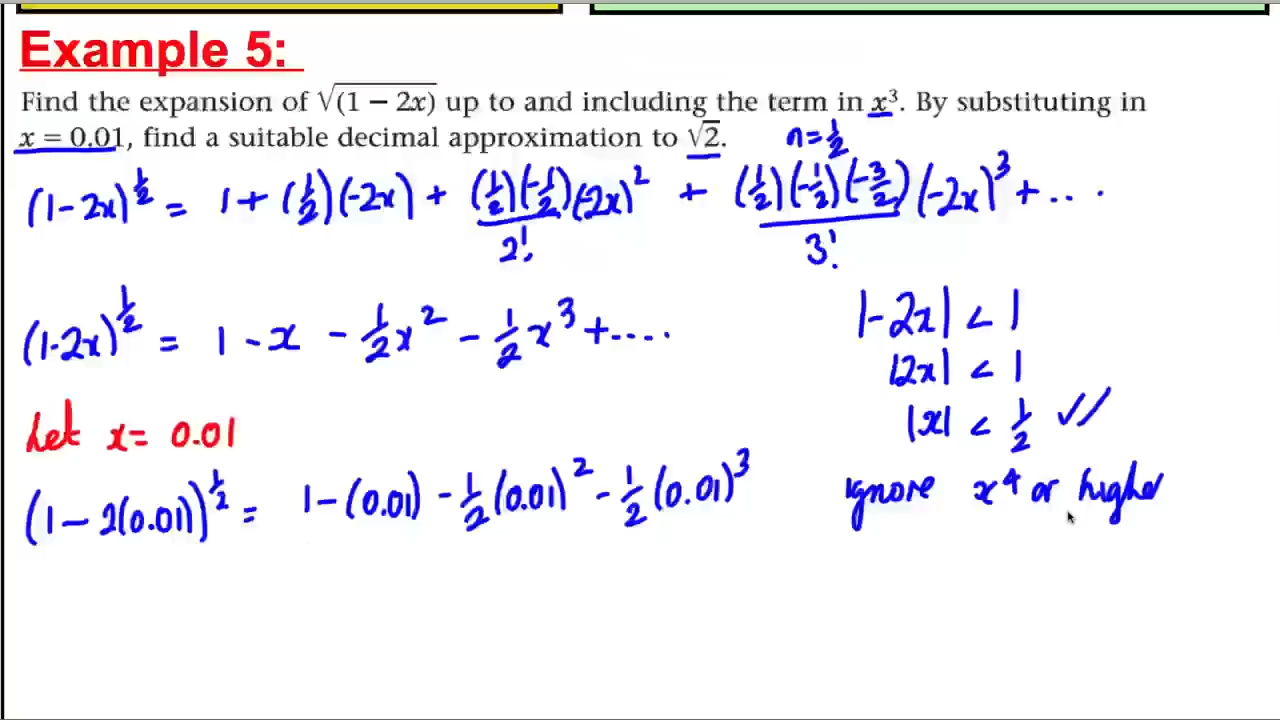 Example 5:
Find the expansion of √(1 − 2x) up to and including the term in x³. By substituting in
x = 0.01, find a suitable decimal approximation to √2.
n = 1/2
(1-2x)^½ = 1 + (½)(-2x) + (½)(-½)/2! (-2x)² + (½)(-½)(-3/2)/3! (-2x)³ + ...
(1-2x)^½ = 1 - x - ½x² - ½x³ + ....
|-2x| < 1
|2x| < 1
|x| < ½ ✓✓
Let x = 0.01
(1 - 2(0.01))^½ = 1 - (0.01) - ½(0.01)² - ½(0.01)³
ignore x⁴ or higher